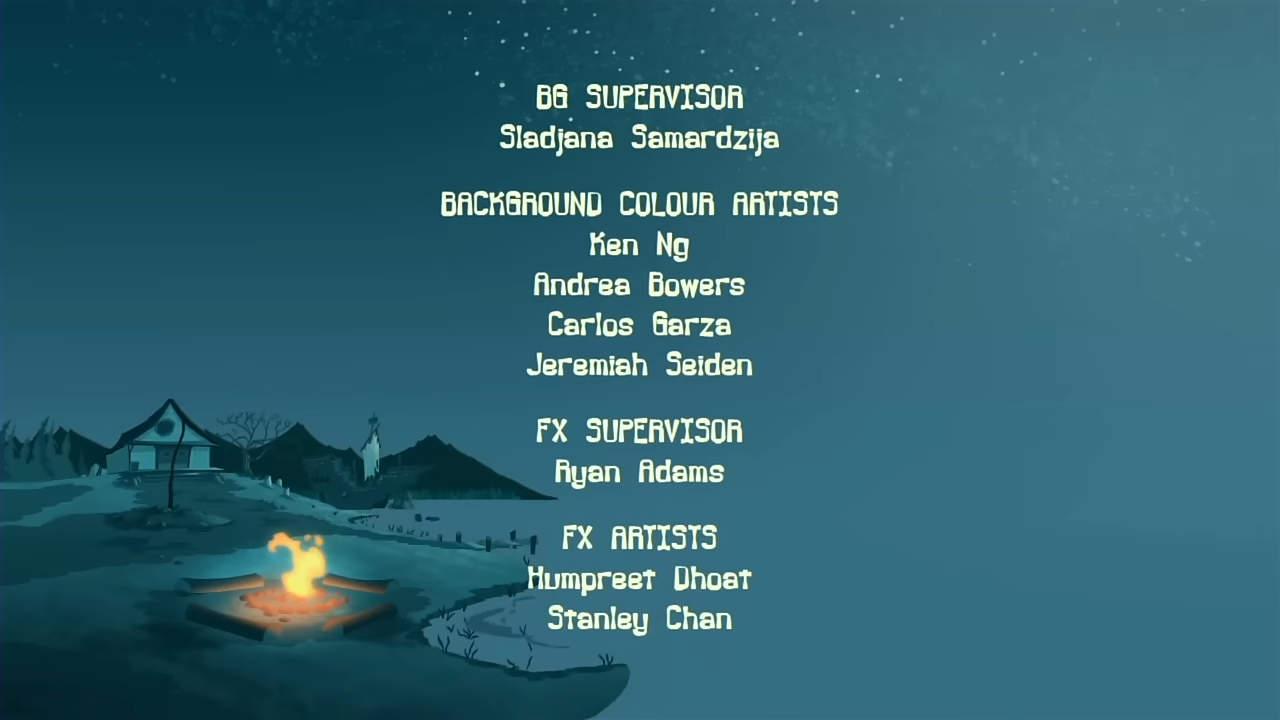 BG SUPERVISOR
Sladjana Samardzija
BACKGROUND COLOUR ARTISTS
Ken Ng
Andrea Bowers
Carlos Garza
Jeremiah Seiden
FX SUPERVISOR
Ryan Adams
FX ARTISTS
Humpreet Dhoat
Stanley Chan